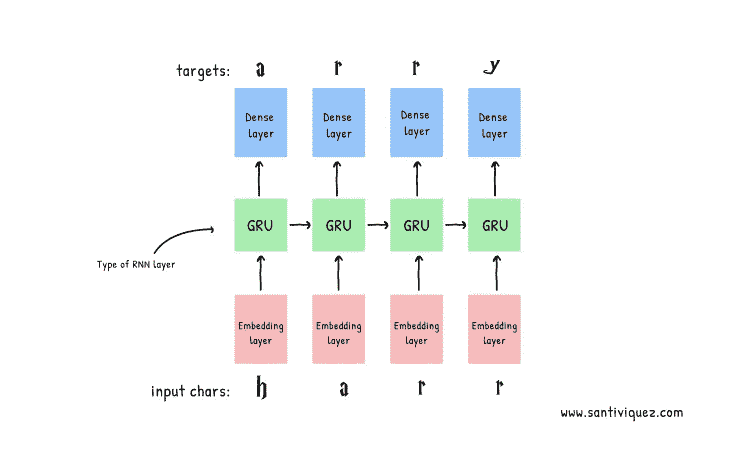 targets: a r r y
Dense layer Dense layer Dense layer Dense layer
GRU GRU GRU GRU
Type of RNN layer
Embedding layer Embedding layer Embedding layer Embedding layer
input chars: h a r r
www.santiviquez.com